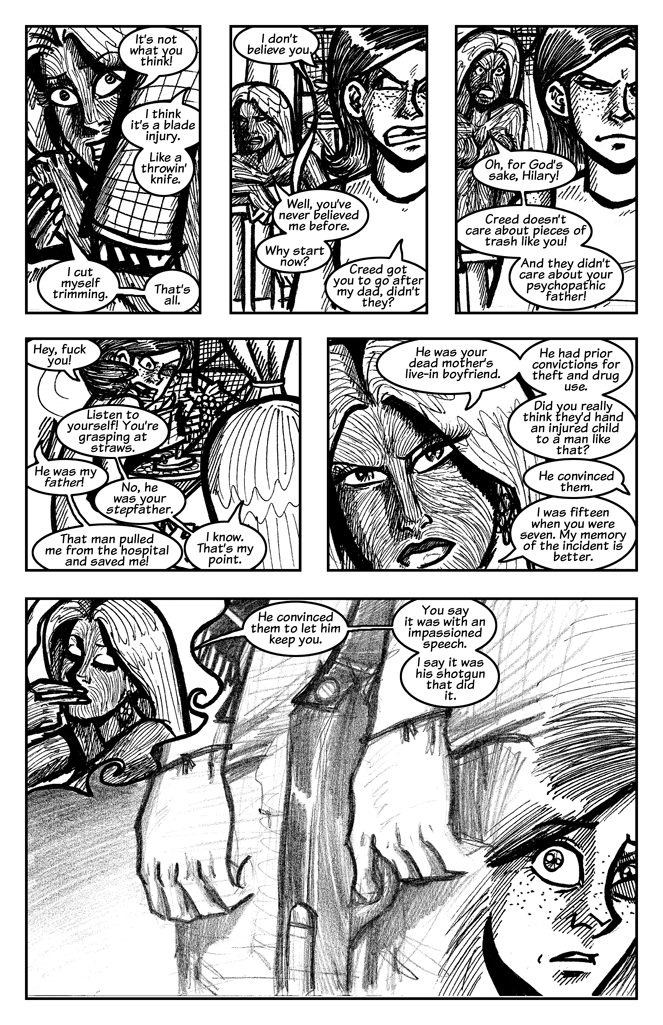 It's not
what you
think!
I think
it's a blade
injury.
Like a
throwin'
knife.
I cut
myself
trimming.
That's
all.
I don't
believe you.
Well, you've
never believed
me before.
Why start
now?
Creed got
you to go after
my dad, didn't
they?
Oh, for God's
sake, Hilary!
Creed doesn't
care about pieces of
trash like you!
And they didn't
care about your
psychopathic
father!
Hey, fuck
you!
Listen to
yourself! You're
grasping at
straws.
He was my
father!
No, he
was your
stepfather.
That man pulled
me from the hospital
and saved me!
I know.
That's my
point.
He was your
dead mother's
live-in boyfriend.
He had prior
convictions for
theft and drug
use.
Did you really
think they'd hand
an injured child
to a man like
that?
He convinced
them.
I was fifteen
when you were
seven. My memory
of the incident is
better.
He convinced
them to let him
keep you.
You say
it was with an
impassioned
speech.
I say it was
his shotgun
that did
it.